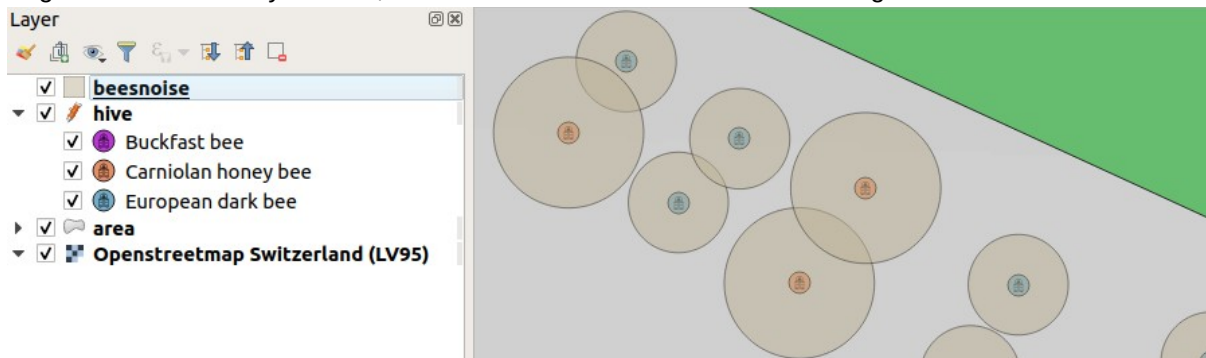 Layer
beesnoise
hive
Buckfast bee
Carniolan honey bee
European dark bee
area
Openstreetmap Switzerland (LV95)